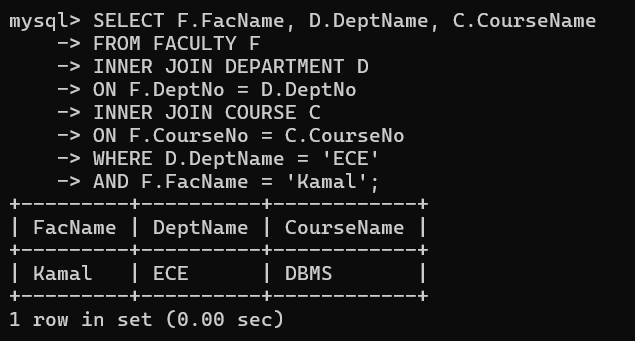 mysql> SELECT F.FacName, D.DeptName, C.CourseName
    -> FROM FACULTY F
    -> INNER JOIN DEPARTMENT D
    -> ON F.DeptNo = D.DeptNo
    -> INNER JOIN COURSE C
    -> ON F.CourseNo = C.CourseNo
    -> WHERE D.DeptName = 'ECE'
    -> AND F.FacName = 'Kamal';
+---------+----------+------------+
| FacName | DeptName | CourseName |
+---------+----------+------------+
| Kamal   | ECE      | DBMS       |
+---------+----------+------------+
1 row in set (0.00 sec)